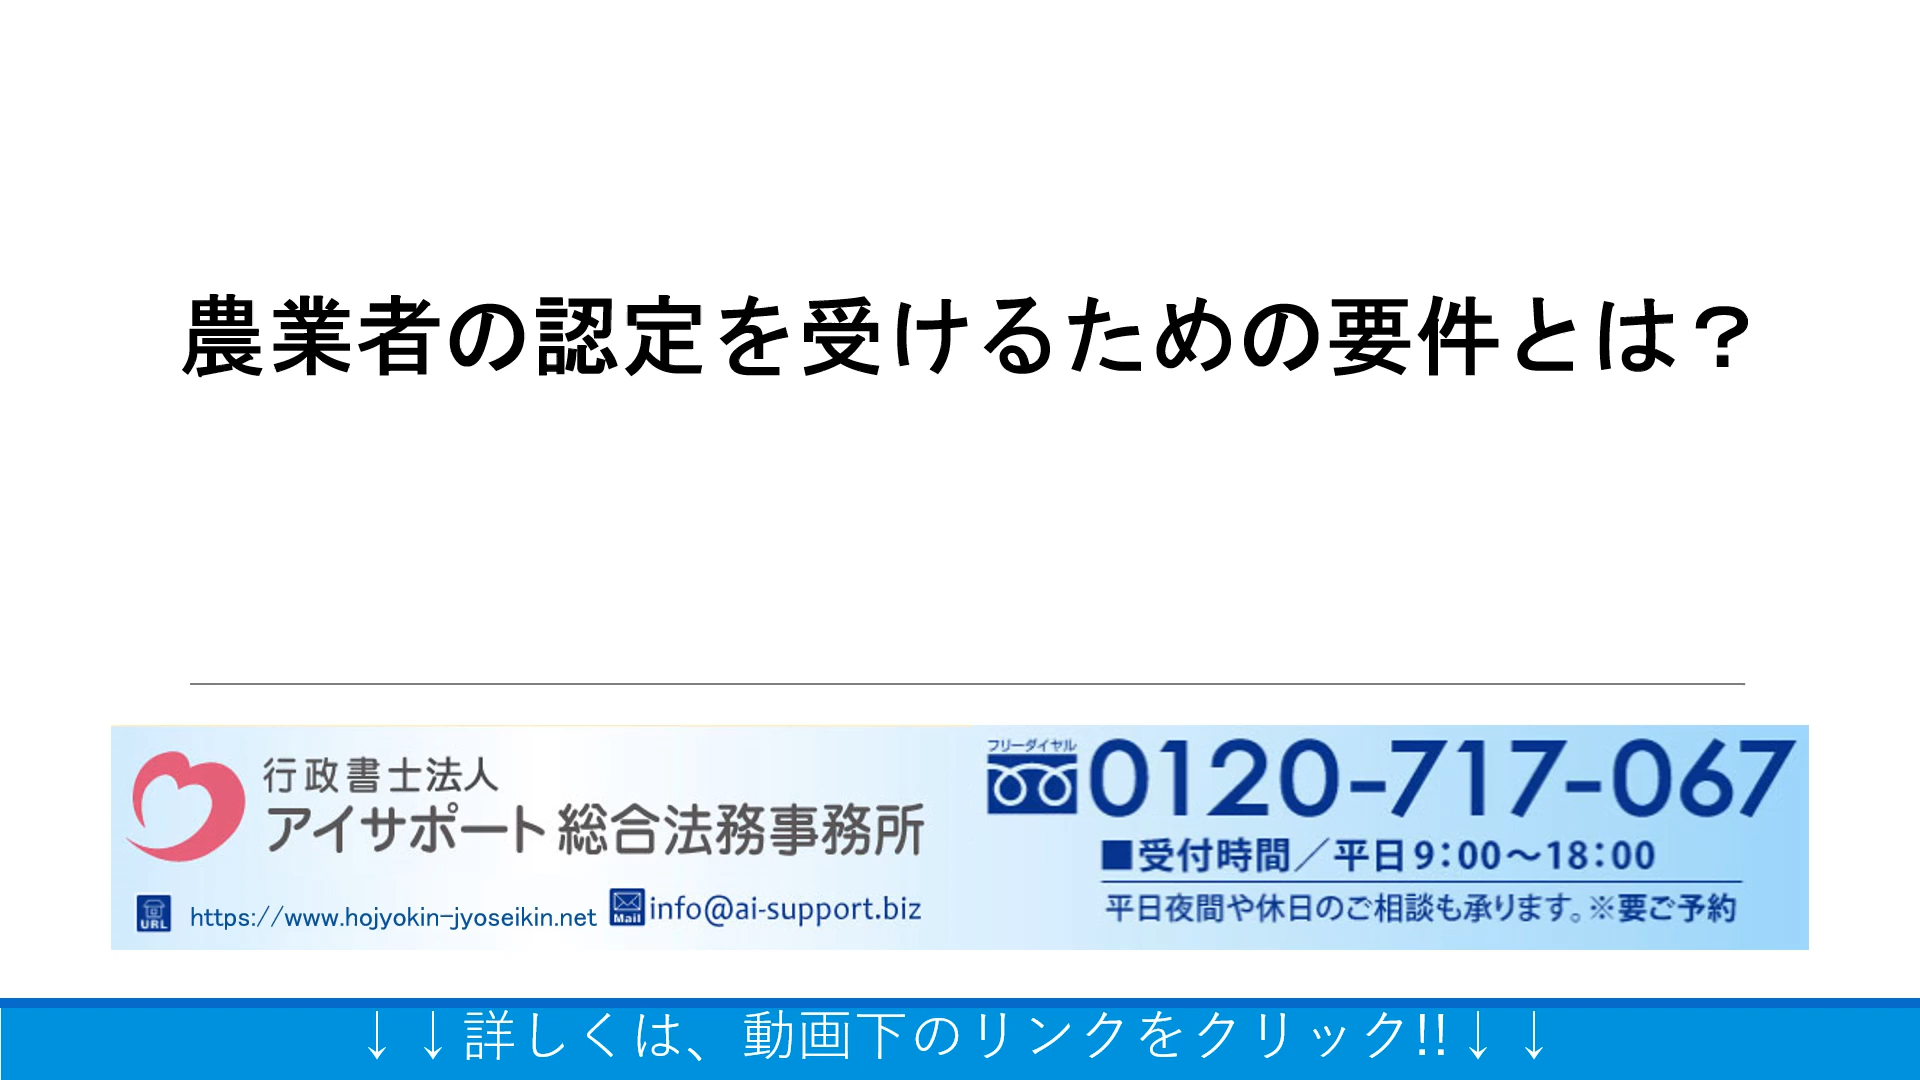 農業者の認定を受けるための要件とは？
行政書士法人
アイサポート総合法務事務所
URL https://www.hojyokin-jyoseikin.net Mail info@ai-support.biz
フリーダイヤル 0120-717-067
■受付時間／平日9:00～18:00
平日夜間や休日のご相談も承ります。※要ご予約
↓↓詳しくは、動画下のリンクをクリック!!↓↓